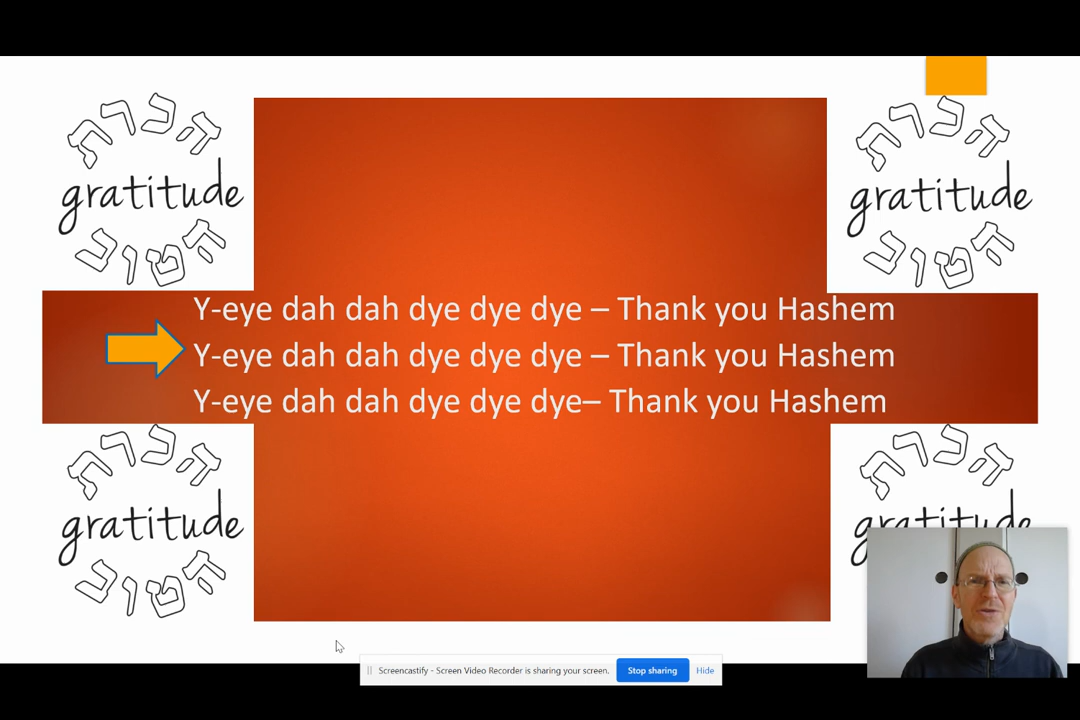 הכרת
gratitude
הטוב
הכרת
gratitude
הטוב
Y-eye dah dah dye dye dye – Thank you Hashem
Y-eye dah dah dye dye dye – Thank you Hashem
Y-eye dah dah dye dye dye– Thank you Hashem
הכרת
gratitude
הטוב
הכרת
gratitude
Screencastify - Screen Video Recorder is sharing your screen.
Stop sharing
Hide